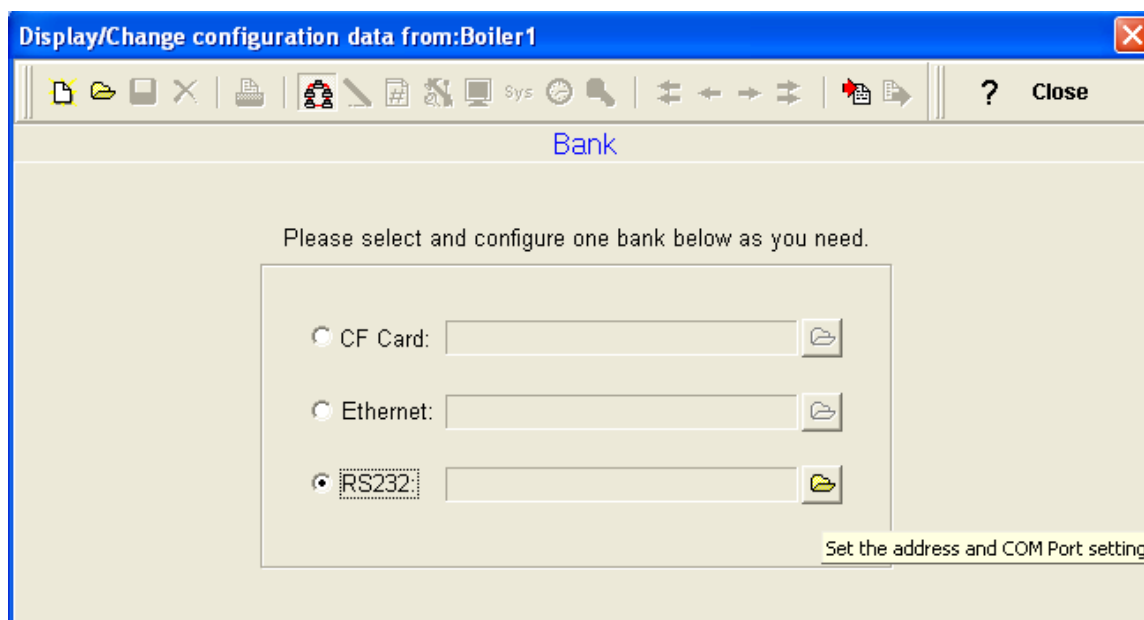 Display/Change configuration data from:Boiler1
Sys ? Close
Bank
Please select and configure one bank below as you need.
CF Card:
Ethernet:
RS232:
Set the address and COM Port setting